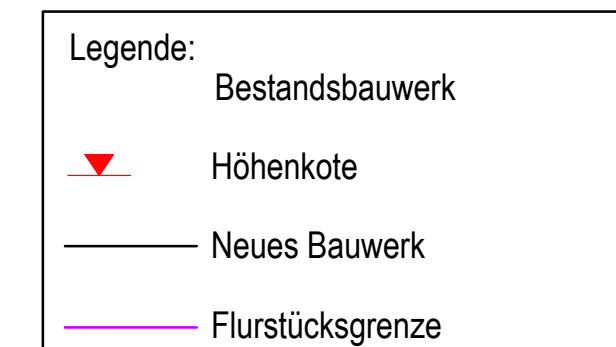 Legende:
Bestandsbauwerk
Höhenkote
Neues Bauwerk
Flurstücksgrenze